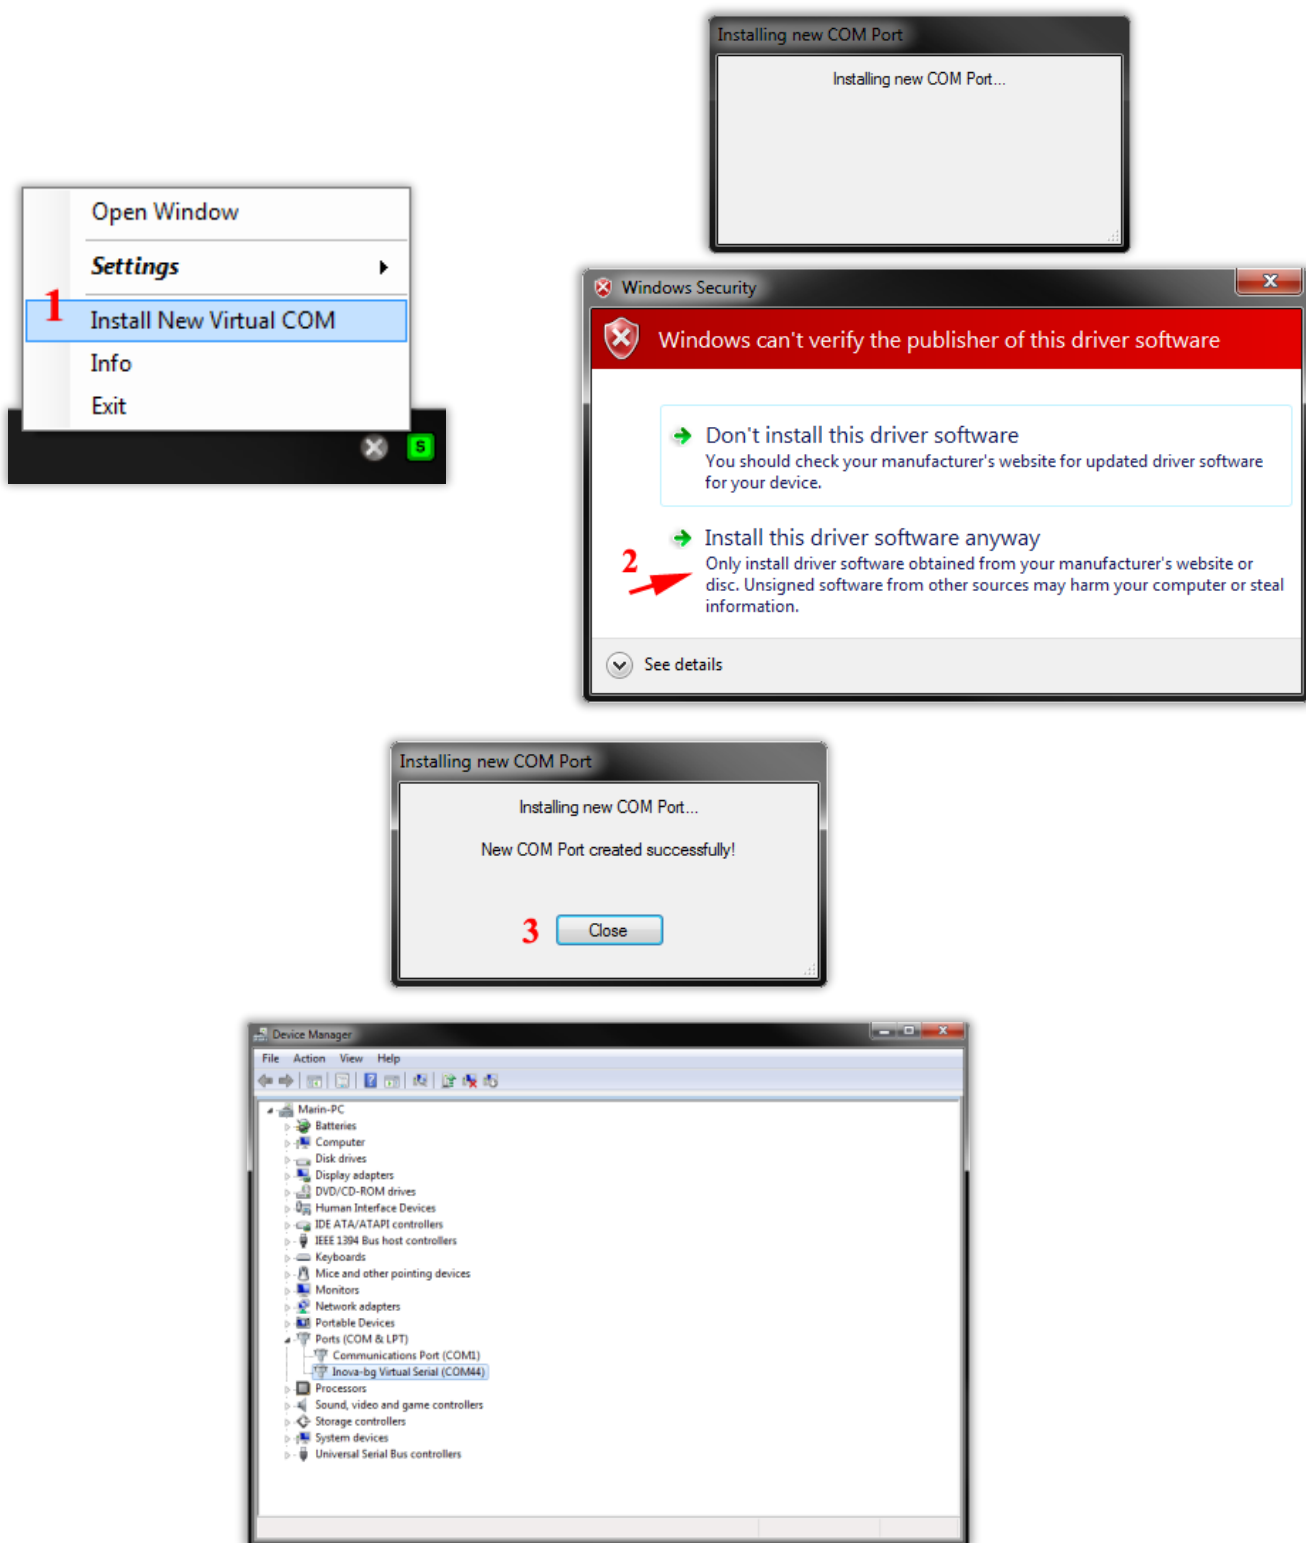 Installing new COM Port
Installing new COM Port...
Open Window
Settings
1
Install New Virtual COM
Info
Exit
S
Windows Security
Windows can't verify the publisher of this driver software
Don't install this driver software
You should check your manufacturer's website for updated driver software
for your device.
Install this driver software anyway
2
Only install driver software obtained from your manufacturer's website or
disc. Unsigned software from other sources may harm your computer or steal
information.
See details
Installing new COM Port
Installing new COM Port...
New COM Port created successfully!
3
Close
Device Manager
File Action View Help
Marin-PC
Batteries
Computer
Disk drives
Display adapters
DVD/CD-ROM drives
Human Interface Devices
IDE ATA/ATAPI controllers
IEEE 1394 Bus host controllers
Keyboards
Mice and other pointing devices
Monitors
Network adapters
Portable Devices
Ports (COM & LPT)
Communications Port (COM1)
Inova-bg Virtual Serial (COM44)
Processors
Sound, video and game controllers
Storage controllers
System devices
Universal Serial Bus controllers